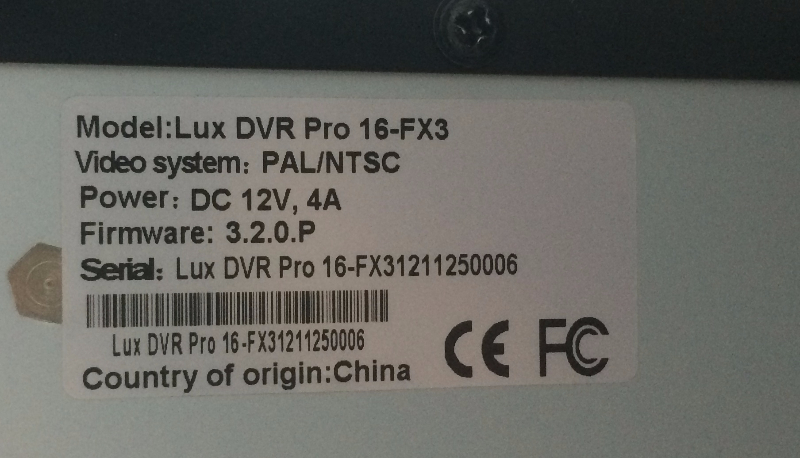 Model:Lux DVR Pro 16-FX3
Video system: PAL/NTSC
Power: DC 12V, 4A
Firmware: 3.2.0.P
Serial: Lux DVR Pro 16-FX31211250006
Lux DVR Pro 16-FX31211250006
Country of origin:China
CE FC